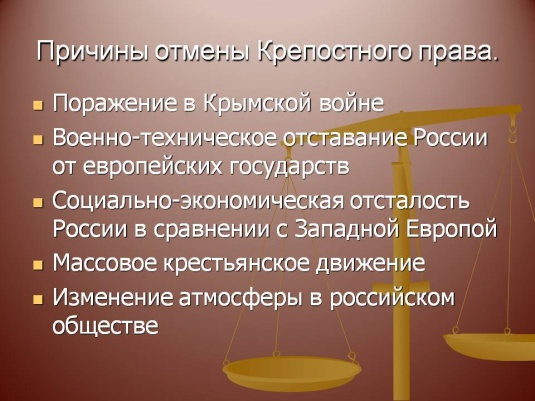 Причины отмены Крепостного права.
Поражение в Крымской войне
Военно-техническое отставание России
от европейских государств
Социально-экономическая отсталость
России в сравнении с Западной Европой
Массовое крестьянское движение
Изменение атмосферы в российском
обществе